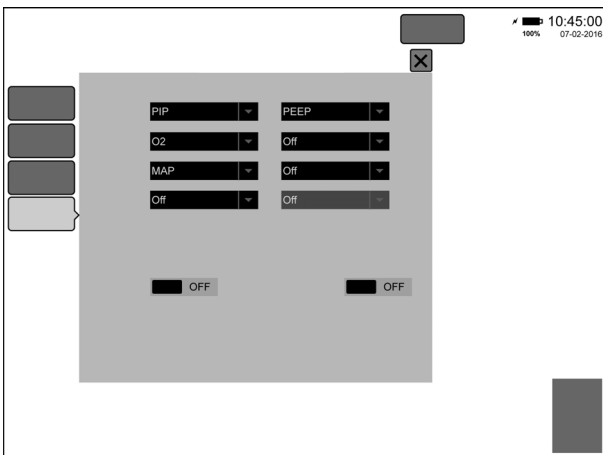 10:45:00
100% 07-02-2016
PIP PEEP
O2 Off
MAP Off
Off Off
OFF OFF